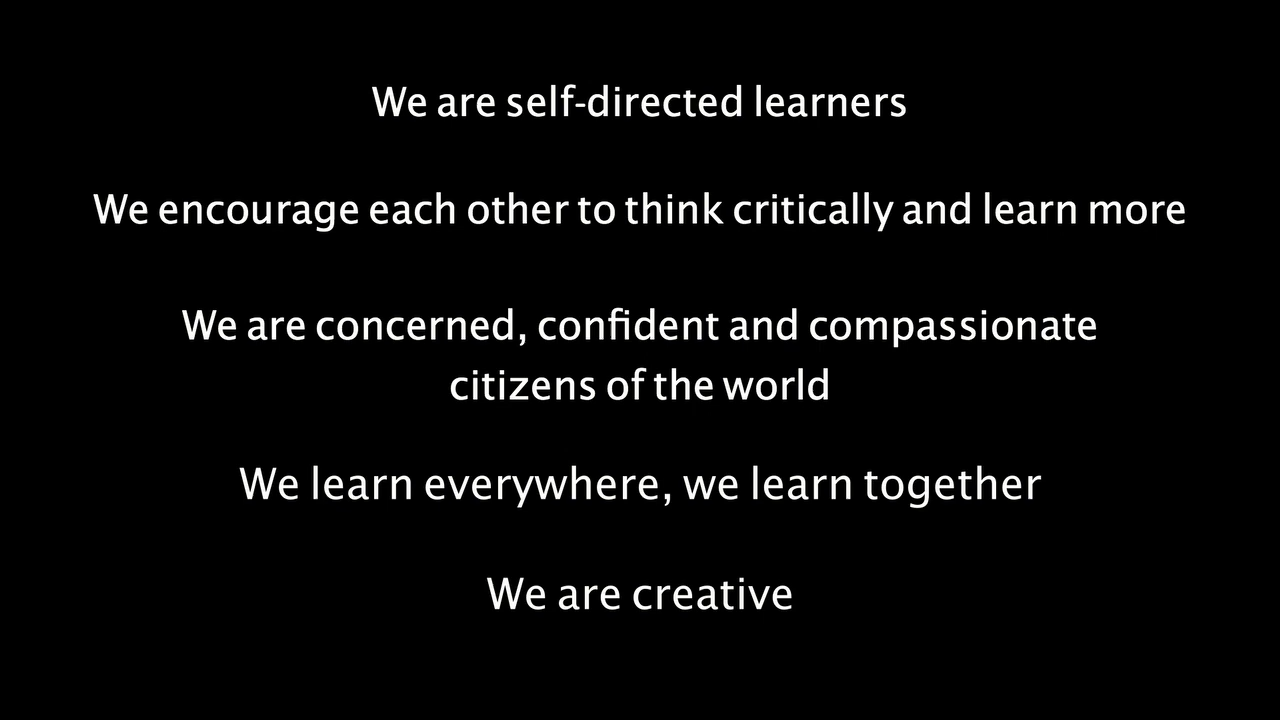 We are self-directed learners
We encourage each other to think critically and learn more
We are concerned, confident and compassionate
citizens of the world
We learn everywhere, we learn together
We are creative